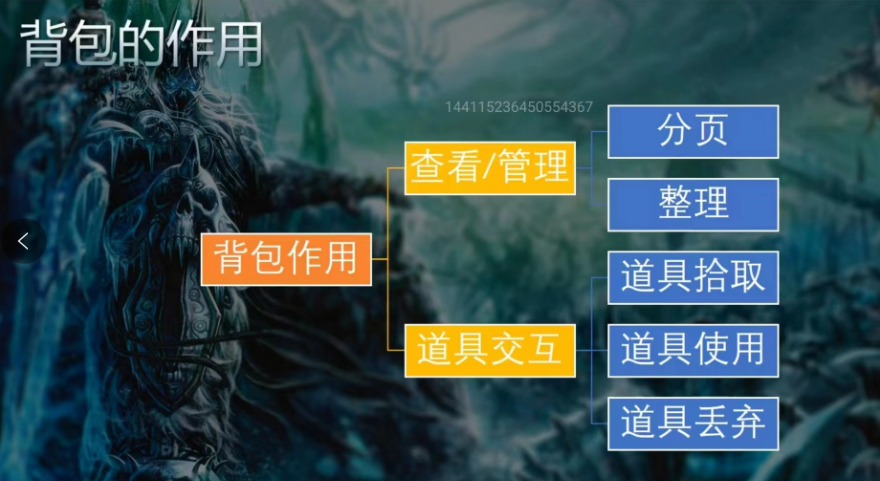 背包的作用
144115236450554367
分页
查看/管理
整理
背包作用
道具拾取
道具交互
道具使用
道具丢弃